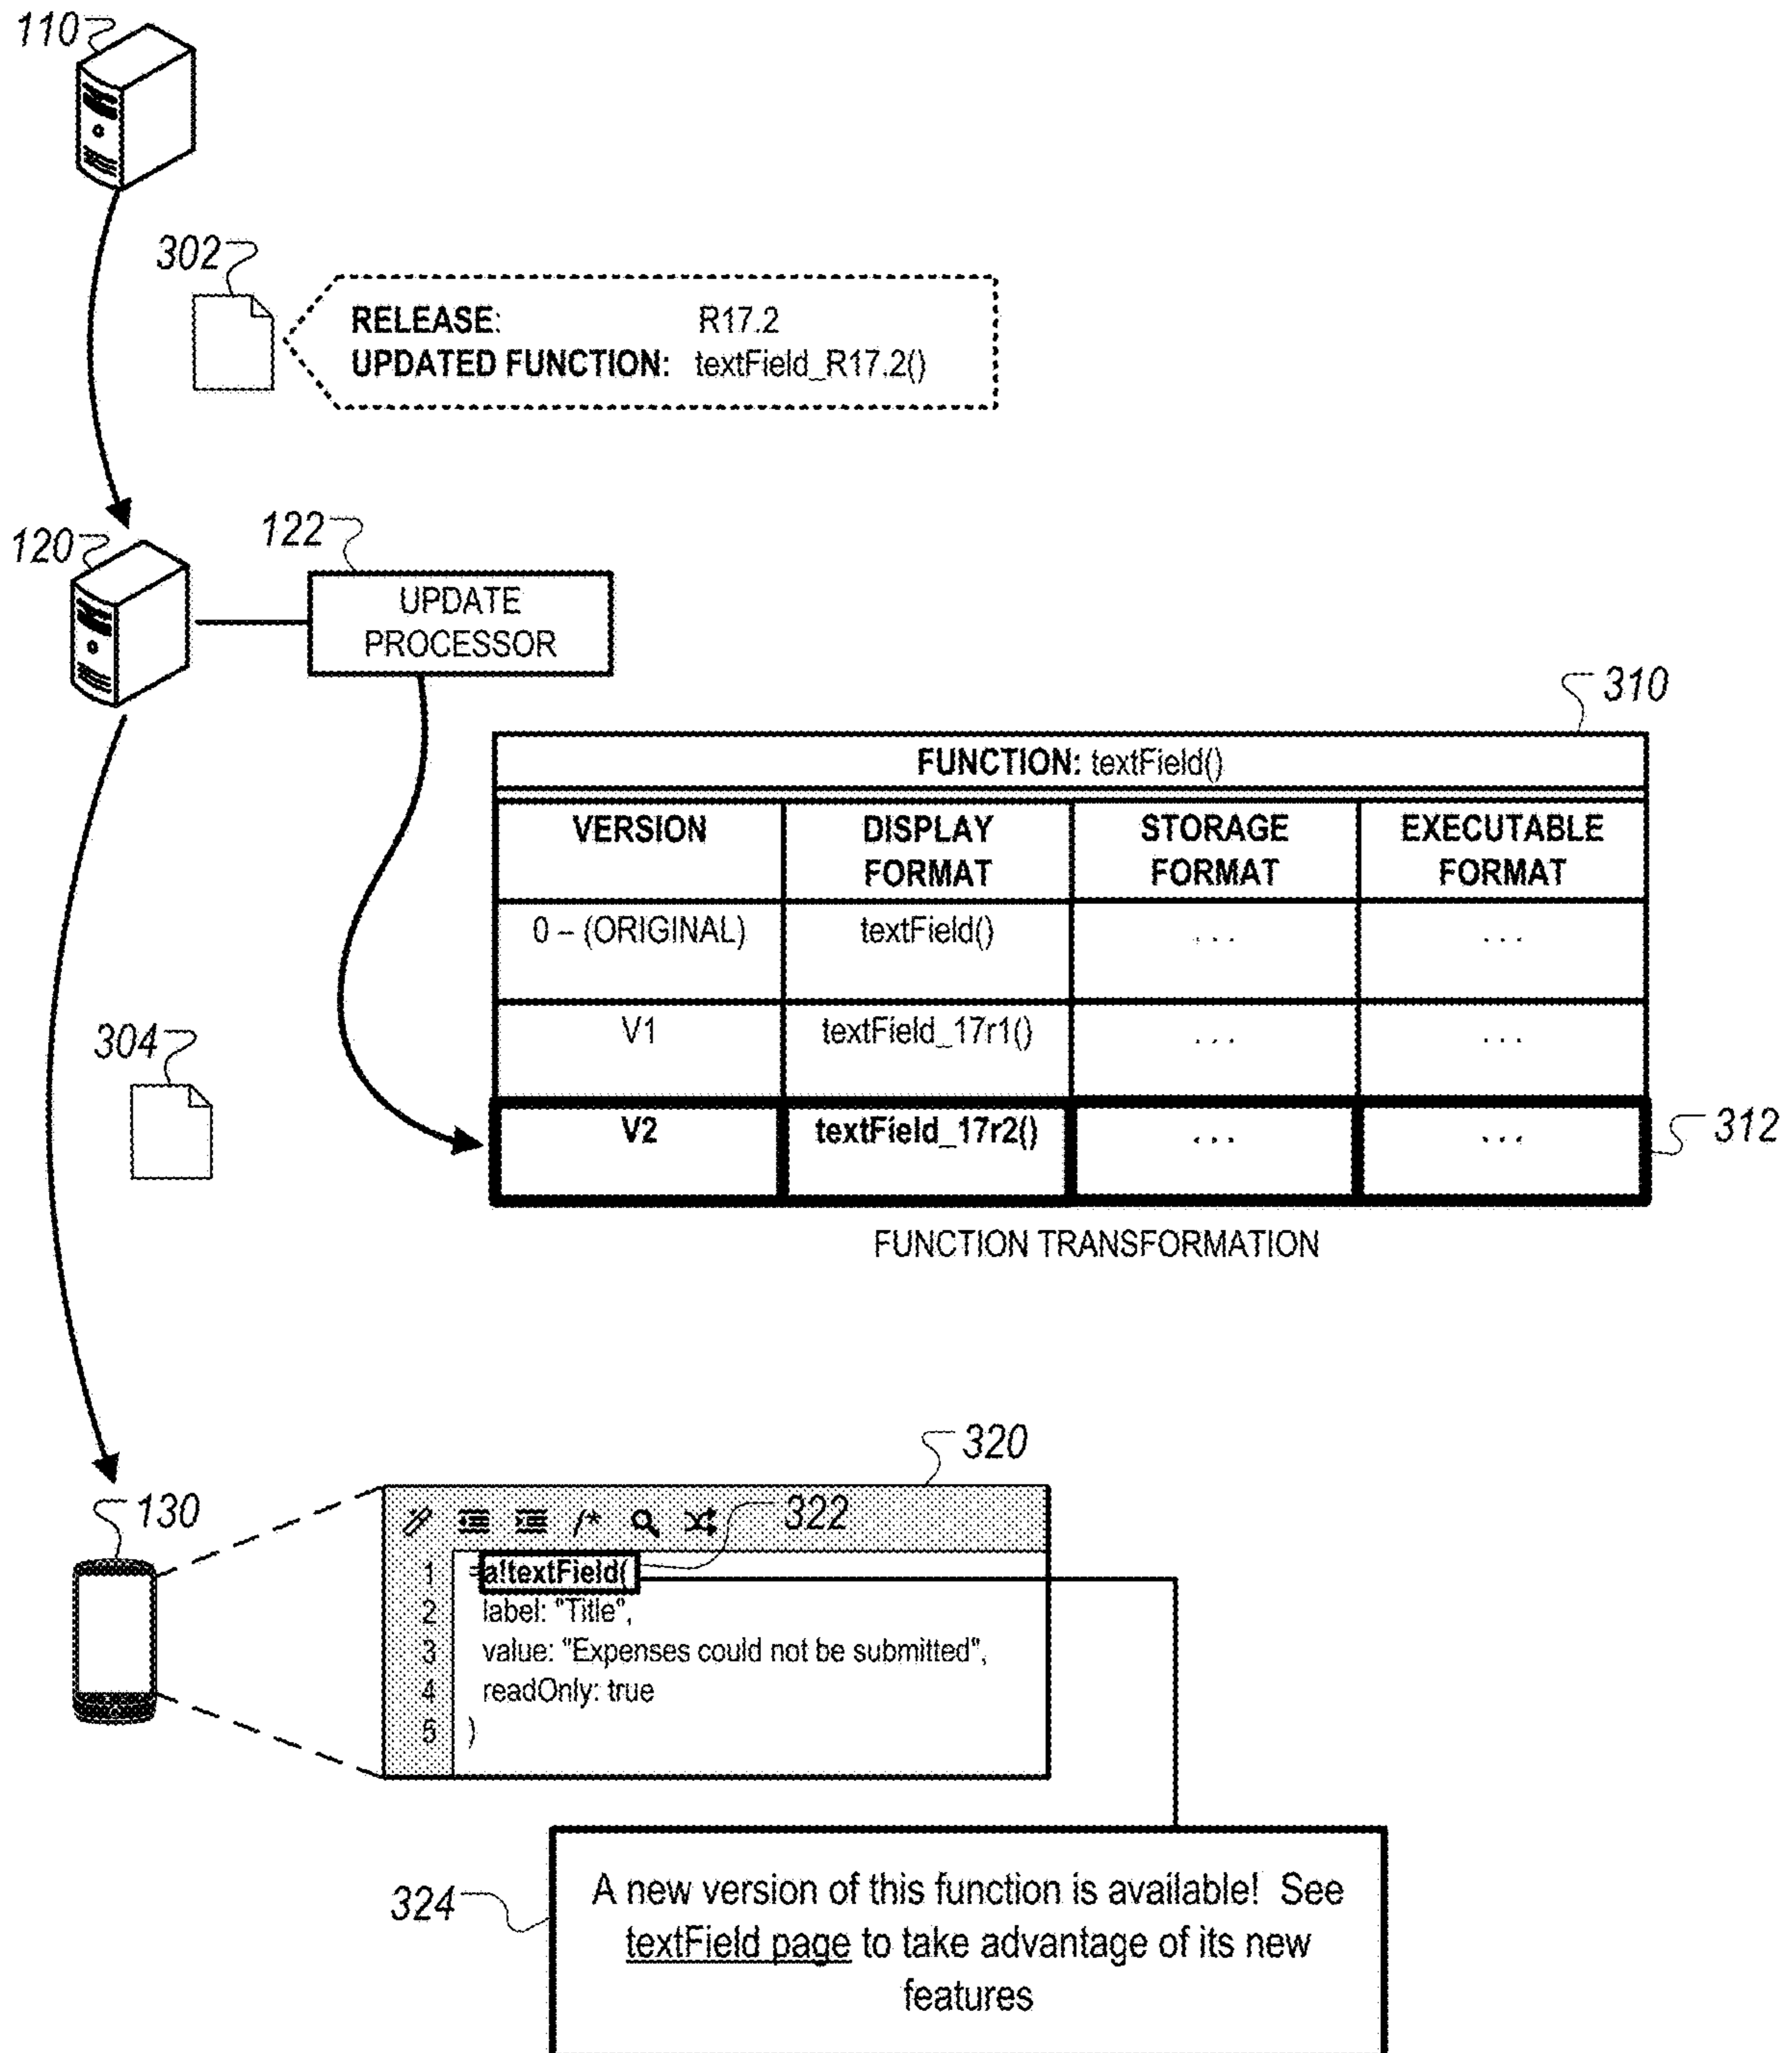 110
302
RELEASE: R17.2
UPDATED FUNCTION: textField_R17.2()
120
122
UPDATE
PROCESSOR
310
FUNCTION: textField()
VERSION DISPLAY FORMAT STORAGE FORMAT EXECUTABLE FORMAT
0 – (ORIGINAL) textField() ... ...
V1 textField_17r1() ... ...
304
V2 textField_17r2() ... ...
312
FUNCTION TRANSFORMATION
320
130
/* 322
1 =a!textField(
2 label: "Title",
3 value: "Expenses could not be submitted",
4 readOnly: true
5 )
324
A new version of this function is available! See
textField page to take advantage of its new
features